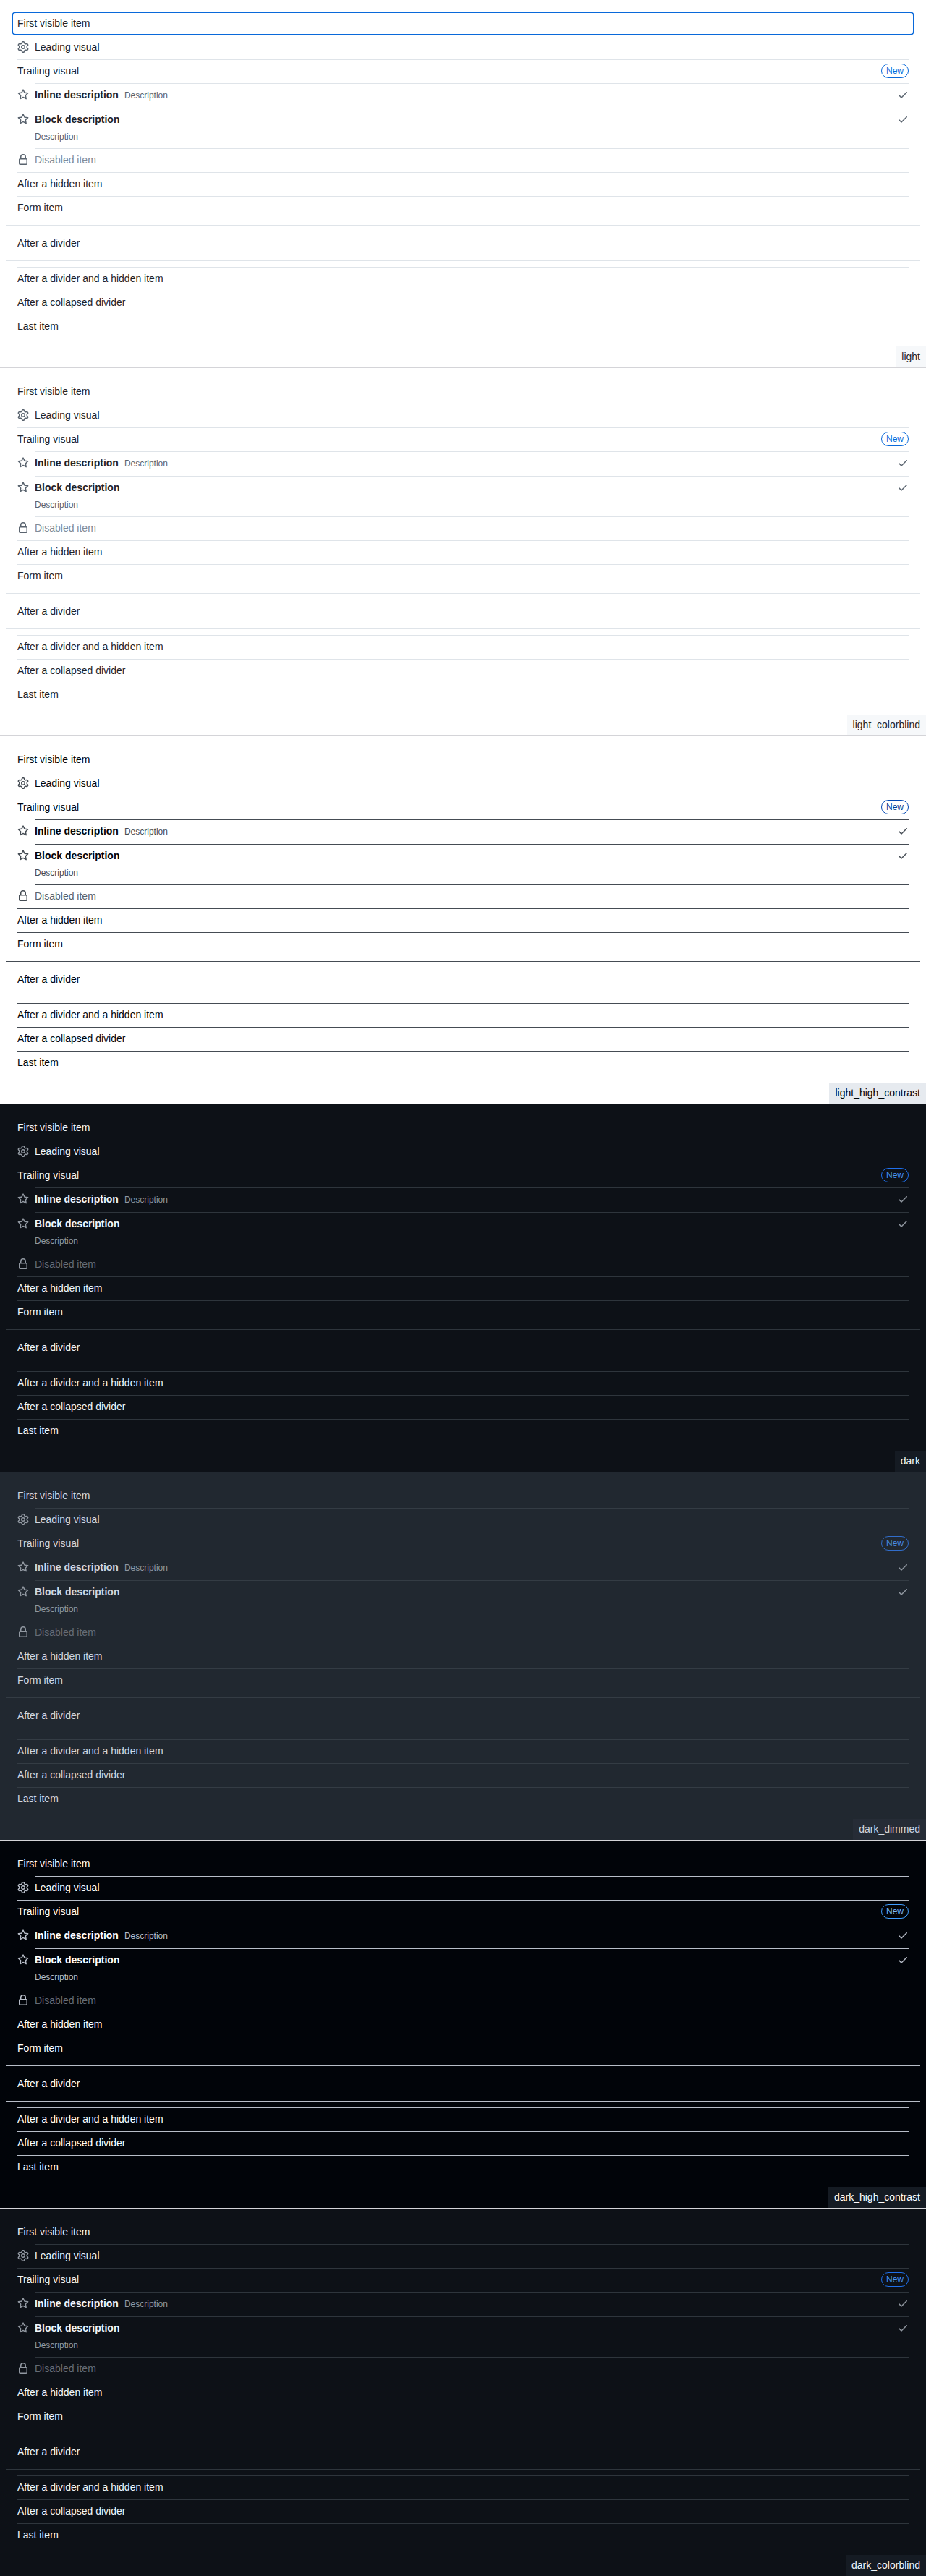 First visible item
Leading visual
Trailing visual New
Inline description Description
Block description
Description
Disabled item
After a hidden item
Form item
After a divider
After a divider and a hidden item
After a collapsed divider
Last item
light
First visible item
Leading visual
Trailing visual New
Inline description Description
Block description
Description
Disabled item
After a hidden item
Form item
After a divider
After a divider and a hidden item
After a collapsed divider
Last item
light_colorblind
First visible item
Leading visual
Trailing visual New
Inline description Description
Block description
Description
Disabled item
After a hidden item
Form item
After a divider
After a divider and a hidden item
After a collapsed divider
Last item
light_high_contrast
First visible item
Leading visual
Trailing visual New
Inline description Description
Block description
Description
Disabled item
After a hidden item
Form item
After a divider
After a divider and a hidden item
After a collapsed divider
Last item
dark
First visible item
Leading visual
Trailing visual New
Inline description Description
Block description
Description
Disabled item
After a hidden item
Form item
After a divider
After a divider and a hidden item
After a collapsed divider
Last item
dark_dimmed
First visible item
Leading visual
Trailing visual New
Inline description Description
Block description
Description
Disabled item
After a hidden item
Form item
After a divider
After a divider and a hidden item
After a collapsed divider
Last item
dark_high_contrast
First visible item
Leading visual
Trailing visual New
Inline description Description
Block description
Description
Disabled item
After a hidden item
Form item
After a divider
After a divider and a hidden item
After a collapsed divider
Last item
dark_colorblind